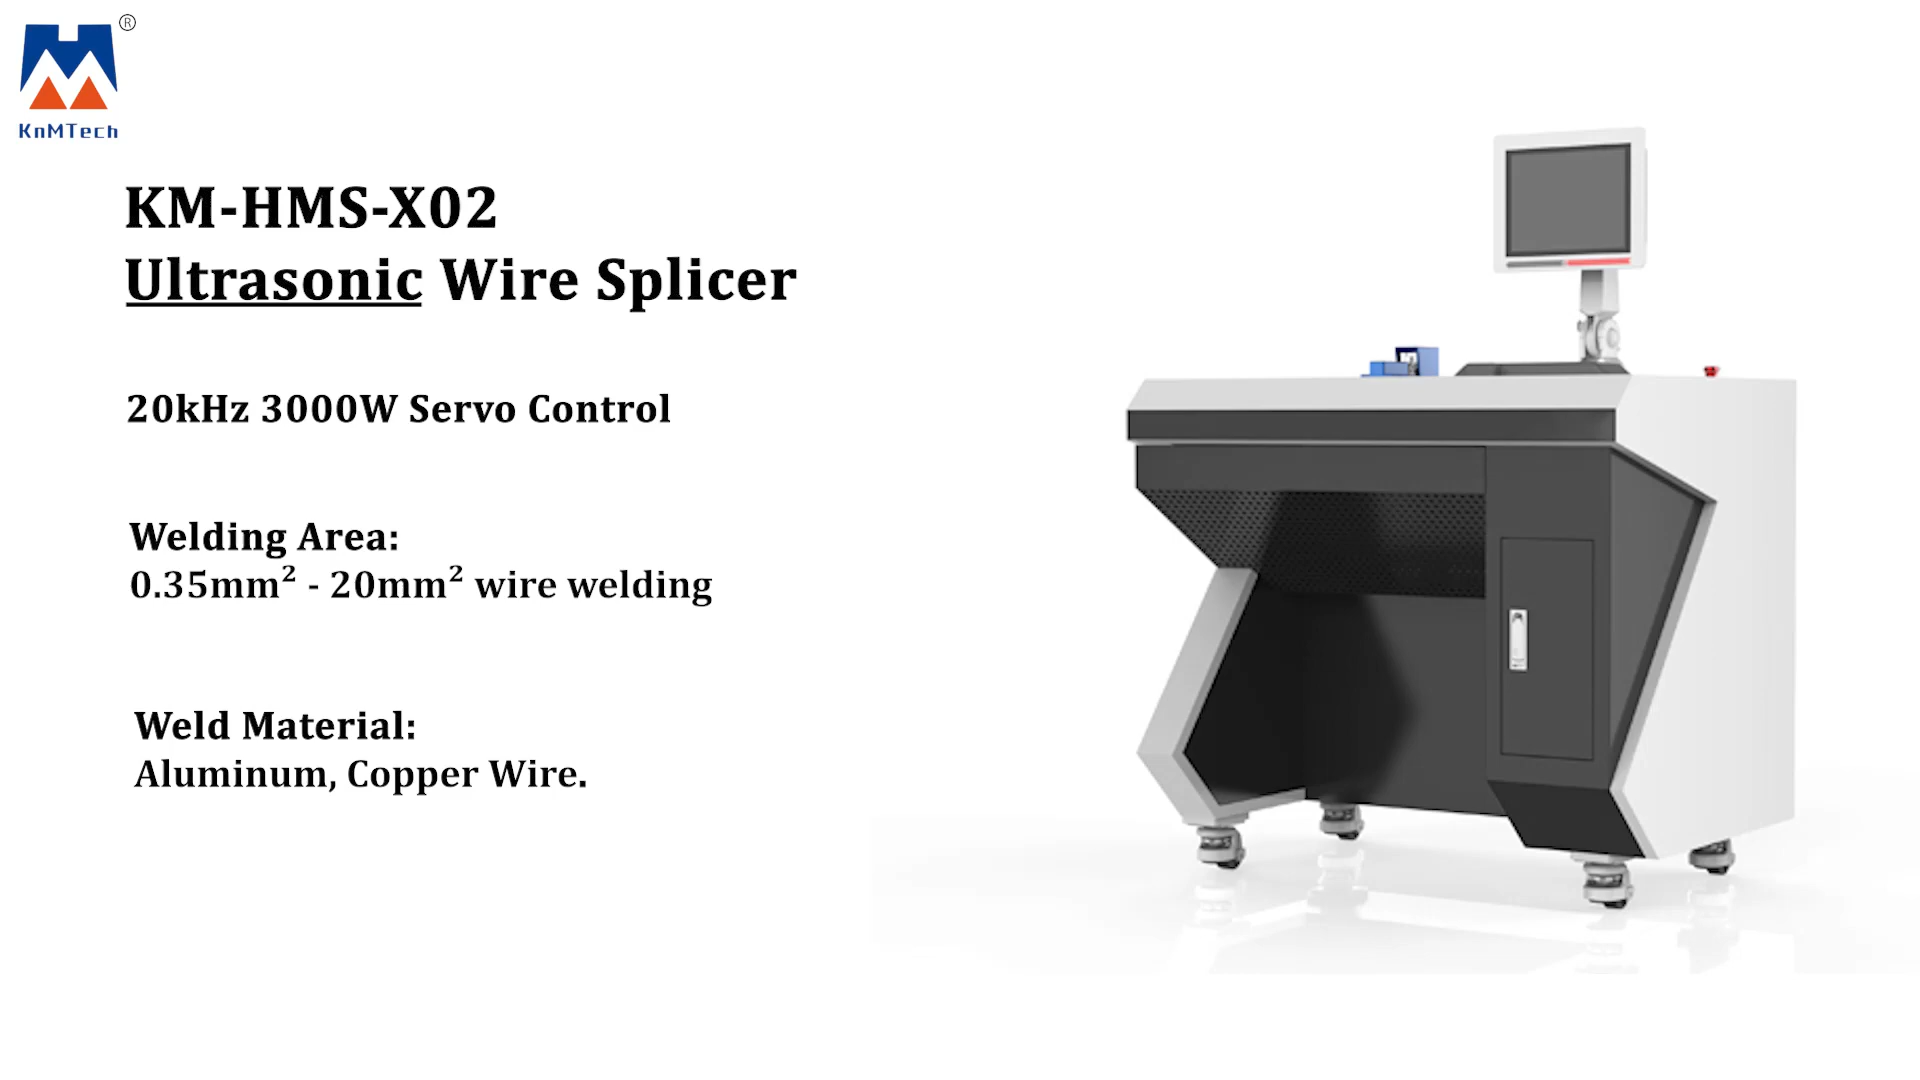 ®
KnMTech
KM-HMS-X02
Ultrasonic Wire Splicer
20kHz 3000W Servo Control
Welding Area:
0.35mm² - 20mm² wire welding
Weld Material:
Aluminum, Copper Wire.